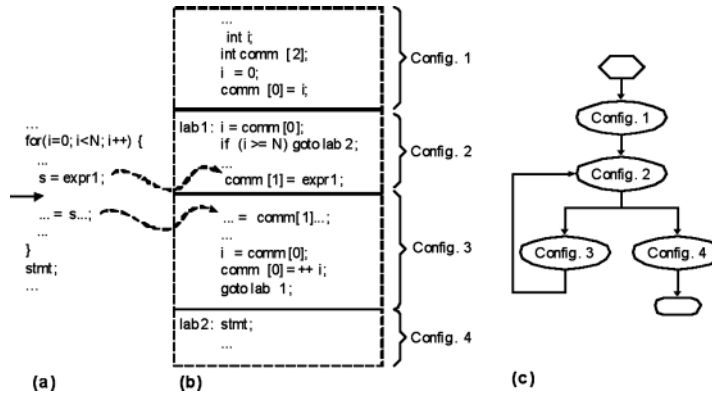 ...
for(i=0; i<N; i++) {
...
s = expr1;
... = s...;
...
}
stmt;
...
(a)
...
int i;
int comm [2];
i = 0;
comm [0] = i;
lab1: i = comm[0];
if (i >= N) goto lab 2;
...
comm [1] = expr1;
... = comm[1]...;
...
i = comm[0];
comm [0] = ++ i;
goto lab 1;
lab2: stmt;
...
(b)
Config. 1
Config. 2
Config. 3
Config. 4
Config. 1
Config. 2
Config. 3
Config. 4
(c)